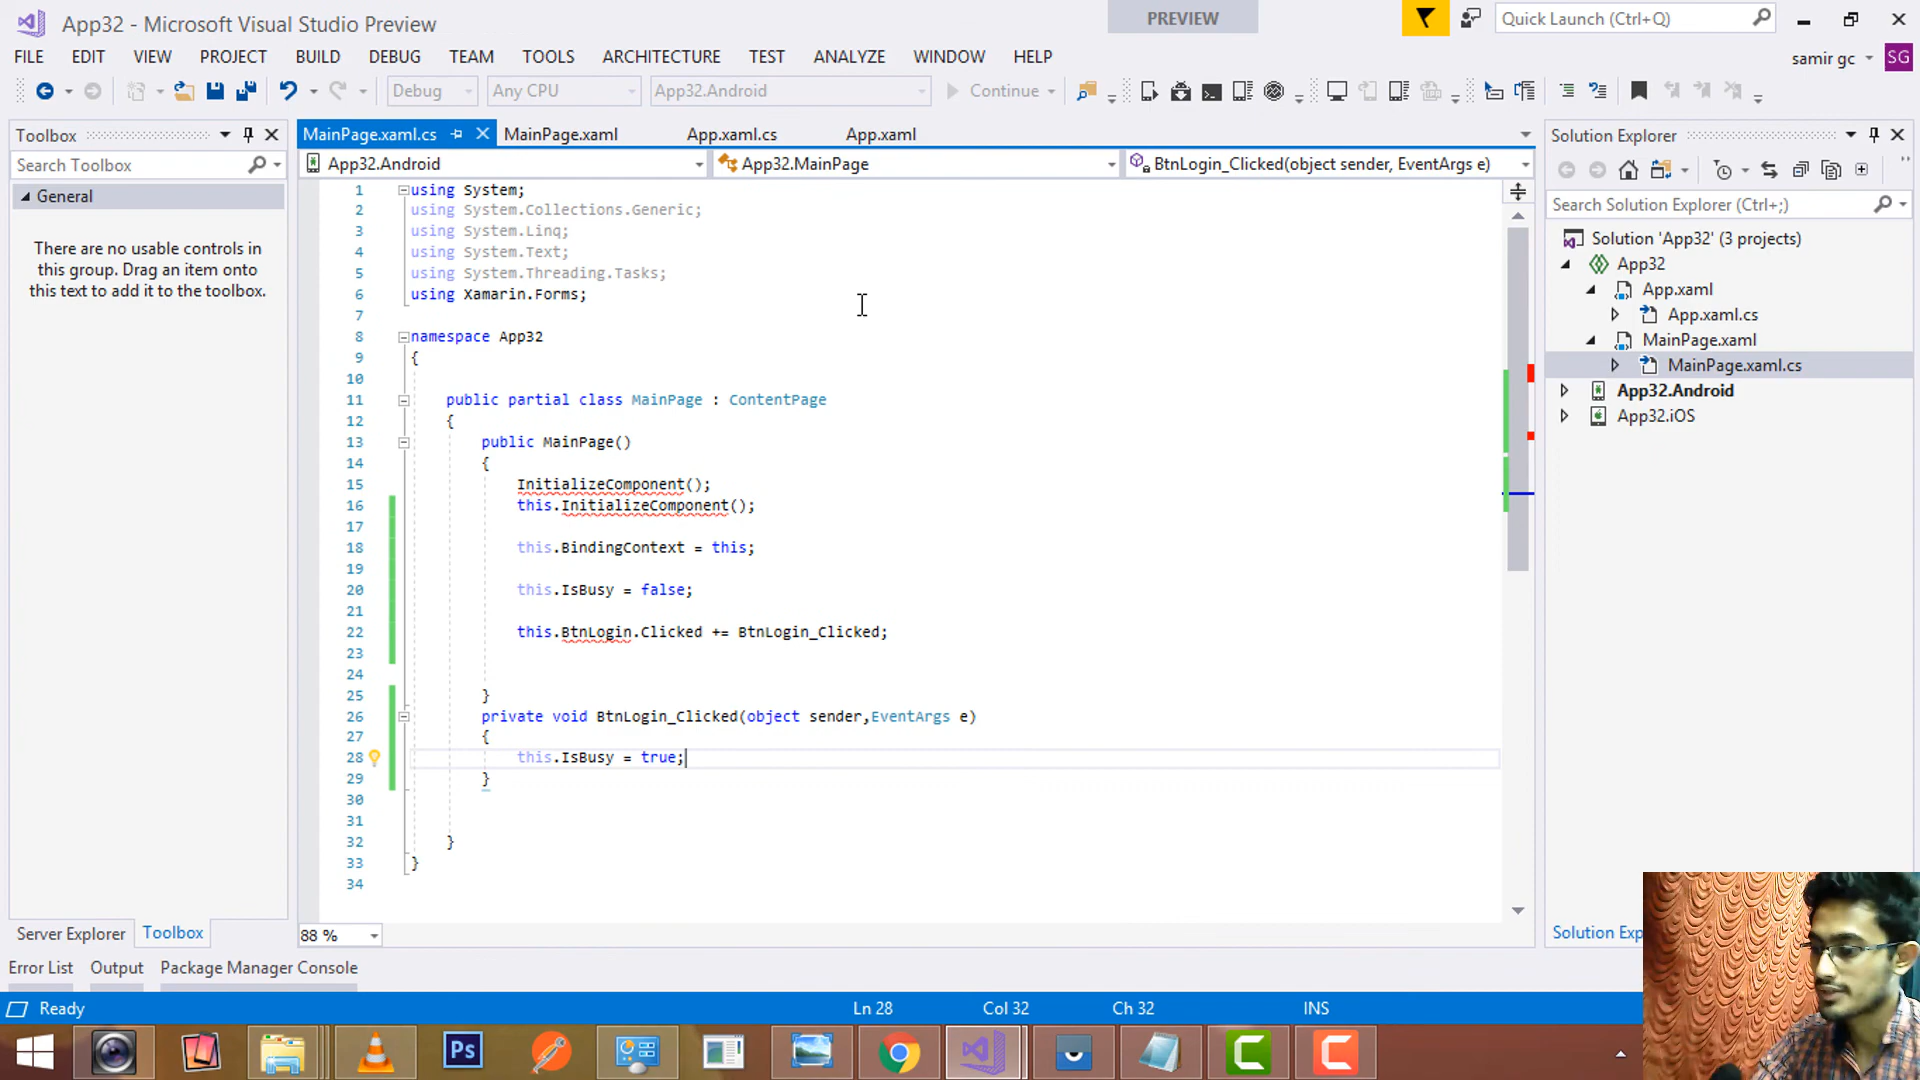 App32 - Microsoft Visual Studio Preview
PREVIEW
Quick Launch (Ctrl+Q)
FILE EDIT VIEW PROJECT BUILD DEBUG TEAM TOOLS ARCHITECTURE TEST ANALYZE WINDOW HELP
samir gc SG
Debug Any CPU App32.Android Continue
Toolbox
MainPage.xaml.cs MainPage.xaml App.xaml.cs App.xaml
Solution Explorer
Search Toolbox
App32.Android App32.MainPage BtnLogin_Clicked(object sender, EventArgs e)
General
There are no usable controls in
this group. Drag an item onto
this text to add it to the toolbox.
1 using System;
2 using System.Collections.Generic;
3 using System.Linq;
4 using System.Text;
5 using System.Threading.Tasks;
6 using Xamarin.Forms;
7
8 namespace App32
9 {
10
11 public partial class MainPage : ContentPage
12 {
13 public MainPage()
14 {
15 InitializeComponent();
16 this.InitializeComponent();
17
18 this.BindingContext = this;
19
20 this.IsBusy = false;
21
22 this.BtnLogin.Clicked += BtnLogin_Clicked;
23
24
25 }
26 private void BtnLogin_Clicked(object sender,EventArgs e)
27 {
28 this.IsBusy = true;
29 }
30
31
32 }
33 }
34
Search Solution Explorer (Ctrl+;)
Solution 'App32' (3 projects)
App32
App.xaml
App.xaml.cs
MainPage.xaml
MainPage.xaml.cs
App32.Android
App32.iOS
Server Explorer Toolbox
88 %
Solution Exp
Error List Output Package Manager Console
Ready Ln 28 Col 32 Ch 32 INS
Ps